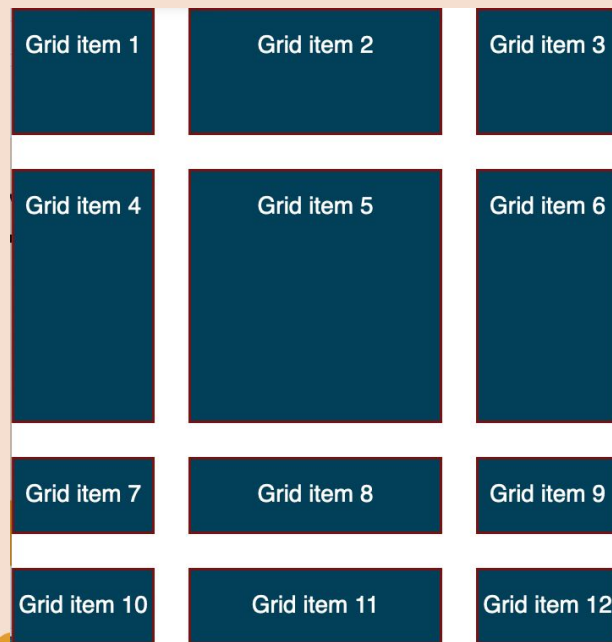 Grid item 1
Grid item 2
Grid item 3
Grid item 4
Grid item 5
Grid item 6
Grid item 7
Grid item 8
Grid item 9
Grid item 10
Grid item 11
Grid item 12